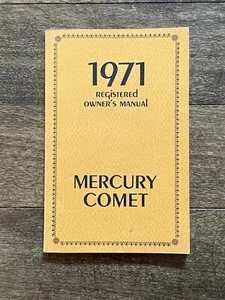 1971
REGISTERED
OWNER'S MANUAL
MERCURY
COMET